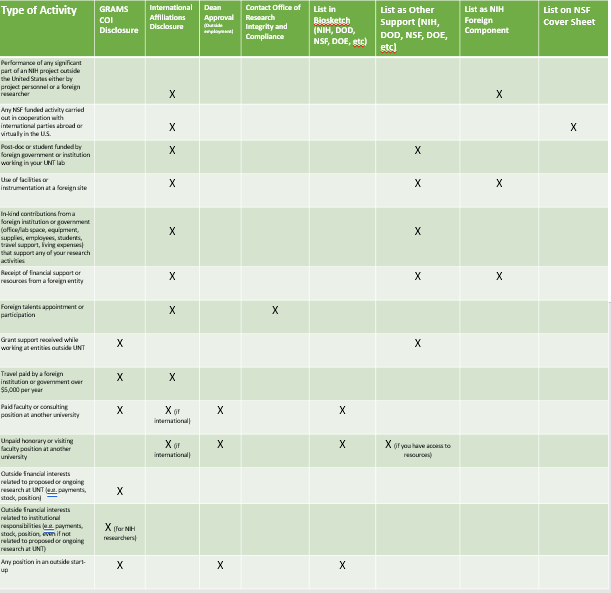 Type of Activity
GRAMS
COI
Disclosure
International
Affiliations
Disclosure
Dean
Approval
(Outside
employment)
Contact Office of
Research
Integrity and
Compliance
List in
Biosketch
(NIH, DOD,
NSF, DOE, etc)
List as Other
Support (NIH,
DOD, NSF, DOE,
etc)
List as NIH
Foreign
Component
List on NSF
Cover Sheet
Performance of any significant
part of an NIH project outside
the United States either by
project personnel or a foreign
researcher
X
X
Any NSF funded activity carried
out in cooperation with
international parties abroad or
virtually in the U.S.
X
X
Post-doc or student funded by
foreign government or institution
working in your UNT lab
X
X
Use of facilities or
instrumentation at a foreign site
X
X
X
In-kind contributions from a
foreign institution or government
(office/lab space, equipment,
supplies, employees, students,
travel support, living expenses)
that support any of your research
activities
X
X
Receipt of financial support or
resources from a foreign entity
X
X
X
Foreign talents appointment or
participation
X
X
Grant support received while
working at entities outside UNT
X
X
Travel paid by a foreign
institution or government over
$5,000 per year
X
X
Paid faculty or consulting
position at another university
X
X (if
international)
X
X
Unpaid honorary or visiting
faculty position at another
university
X (if
international)
X
X
X (if you have access to
resources)
Outside financial interests
related to proposed or ongoing
research at UNT (e.e. payments,
stock, position)
X
Outside financial interests
related to institutional
responsibilities (e.e. payments,
stock, position, even if not
related to proposed or ongoing
research at UNT)
X (for NIH
researchers)
Any position in an outside start-
up
X
X
X